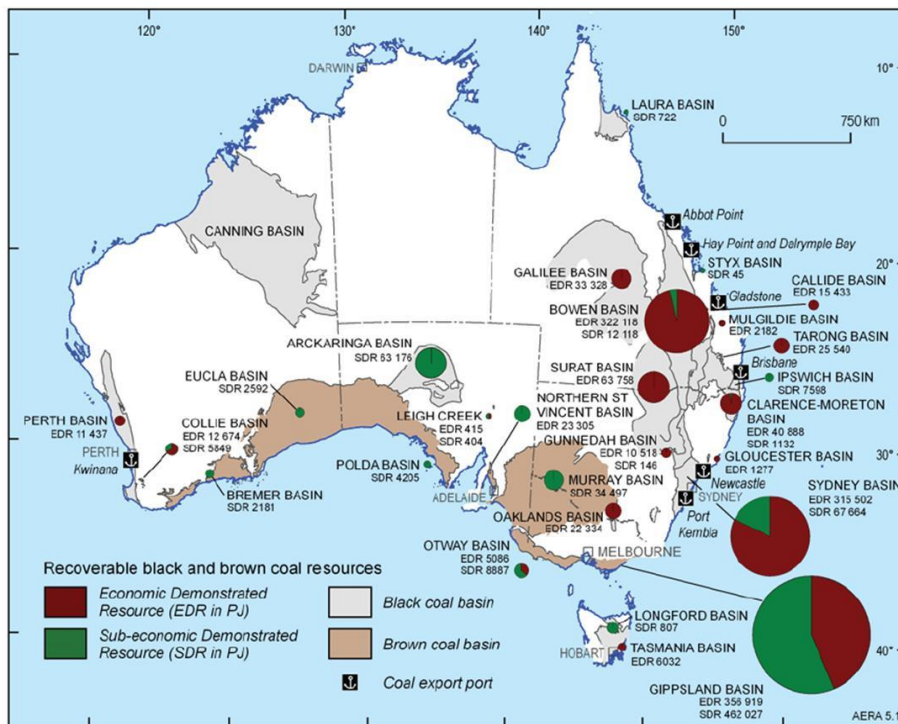 120°
130°
140°
150°
DARWIN
10°
LAURA BASIN
SDR 722
0
750 km
CANNING BASIN
Abbot Point
Hay Point and Dalrymple Bay
20°
STYX BASIN
SDR 45
GALILEE BASIN
EDR 33 328
CALLIDE BASIN
EDR 15 433
Gladstone
BOWEN BASIN
EDR 322 118
SDR 12 118
MULGILDIE BASIN
EDR 2182
ARCKARINGA BASIN
SDR 63 176
TARONG BASIN
EDR 25 540
Brisbane
SURAT BASIN
EDR 63 758
IPSWICH BASIN
SDR 7598
EUCLA BASIN
SDR 2592
NORTHERN ST
VINCENT BASIN
EDR 23 305
CLARENCE-MORETON
BASIN
EDR 40 888
SDR 1132
PERTH BASIN
EDR 11 437
COLLIE BASIN
EDR 12 674
SDR 5849
LEIGH CREEK
EDR 415
SDR 404
GUNNEDAH BASIN
EDR 10 518
SDR 146
GLOUCESTER BASIN
EDR 1277
30°
PERTH
Kwinana
POLDA BASIN
SDR 4205
Newcastle
SYDNEY
SYDNEY BASIN
EDR 315 502
SDR 67 664
BREMER BASIN
SDR 2181
ADELAIDE
MURRAY BASIN
SDR 34 497
Port
Kembla
OAKLANDS BASIN
EDR 22 334
OTWAY BASIN
EDR 5086
SDR 8887
MELBOURNE
Recoverable black and brown coal resources
Economic Demonstrated
Resource (EDR in PJ)
Black coal basin
Sub-economic Demonstrated
Resource (SDR in PJ)
Brown coal basin
Coal export port
LONGFORD BASIN
SDR 807
HOBART
TASMANIA BASIN
EDR 6032
40°
GIPPSLAND BASIN
EDR 356 919
SDR 462 027
AERA 5.1